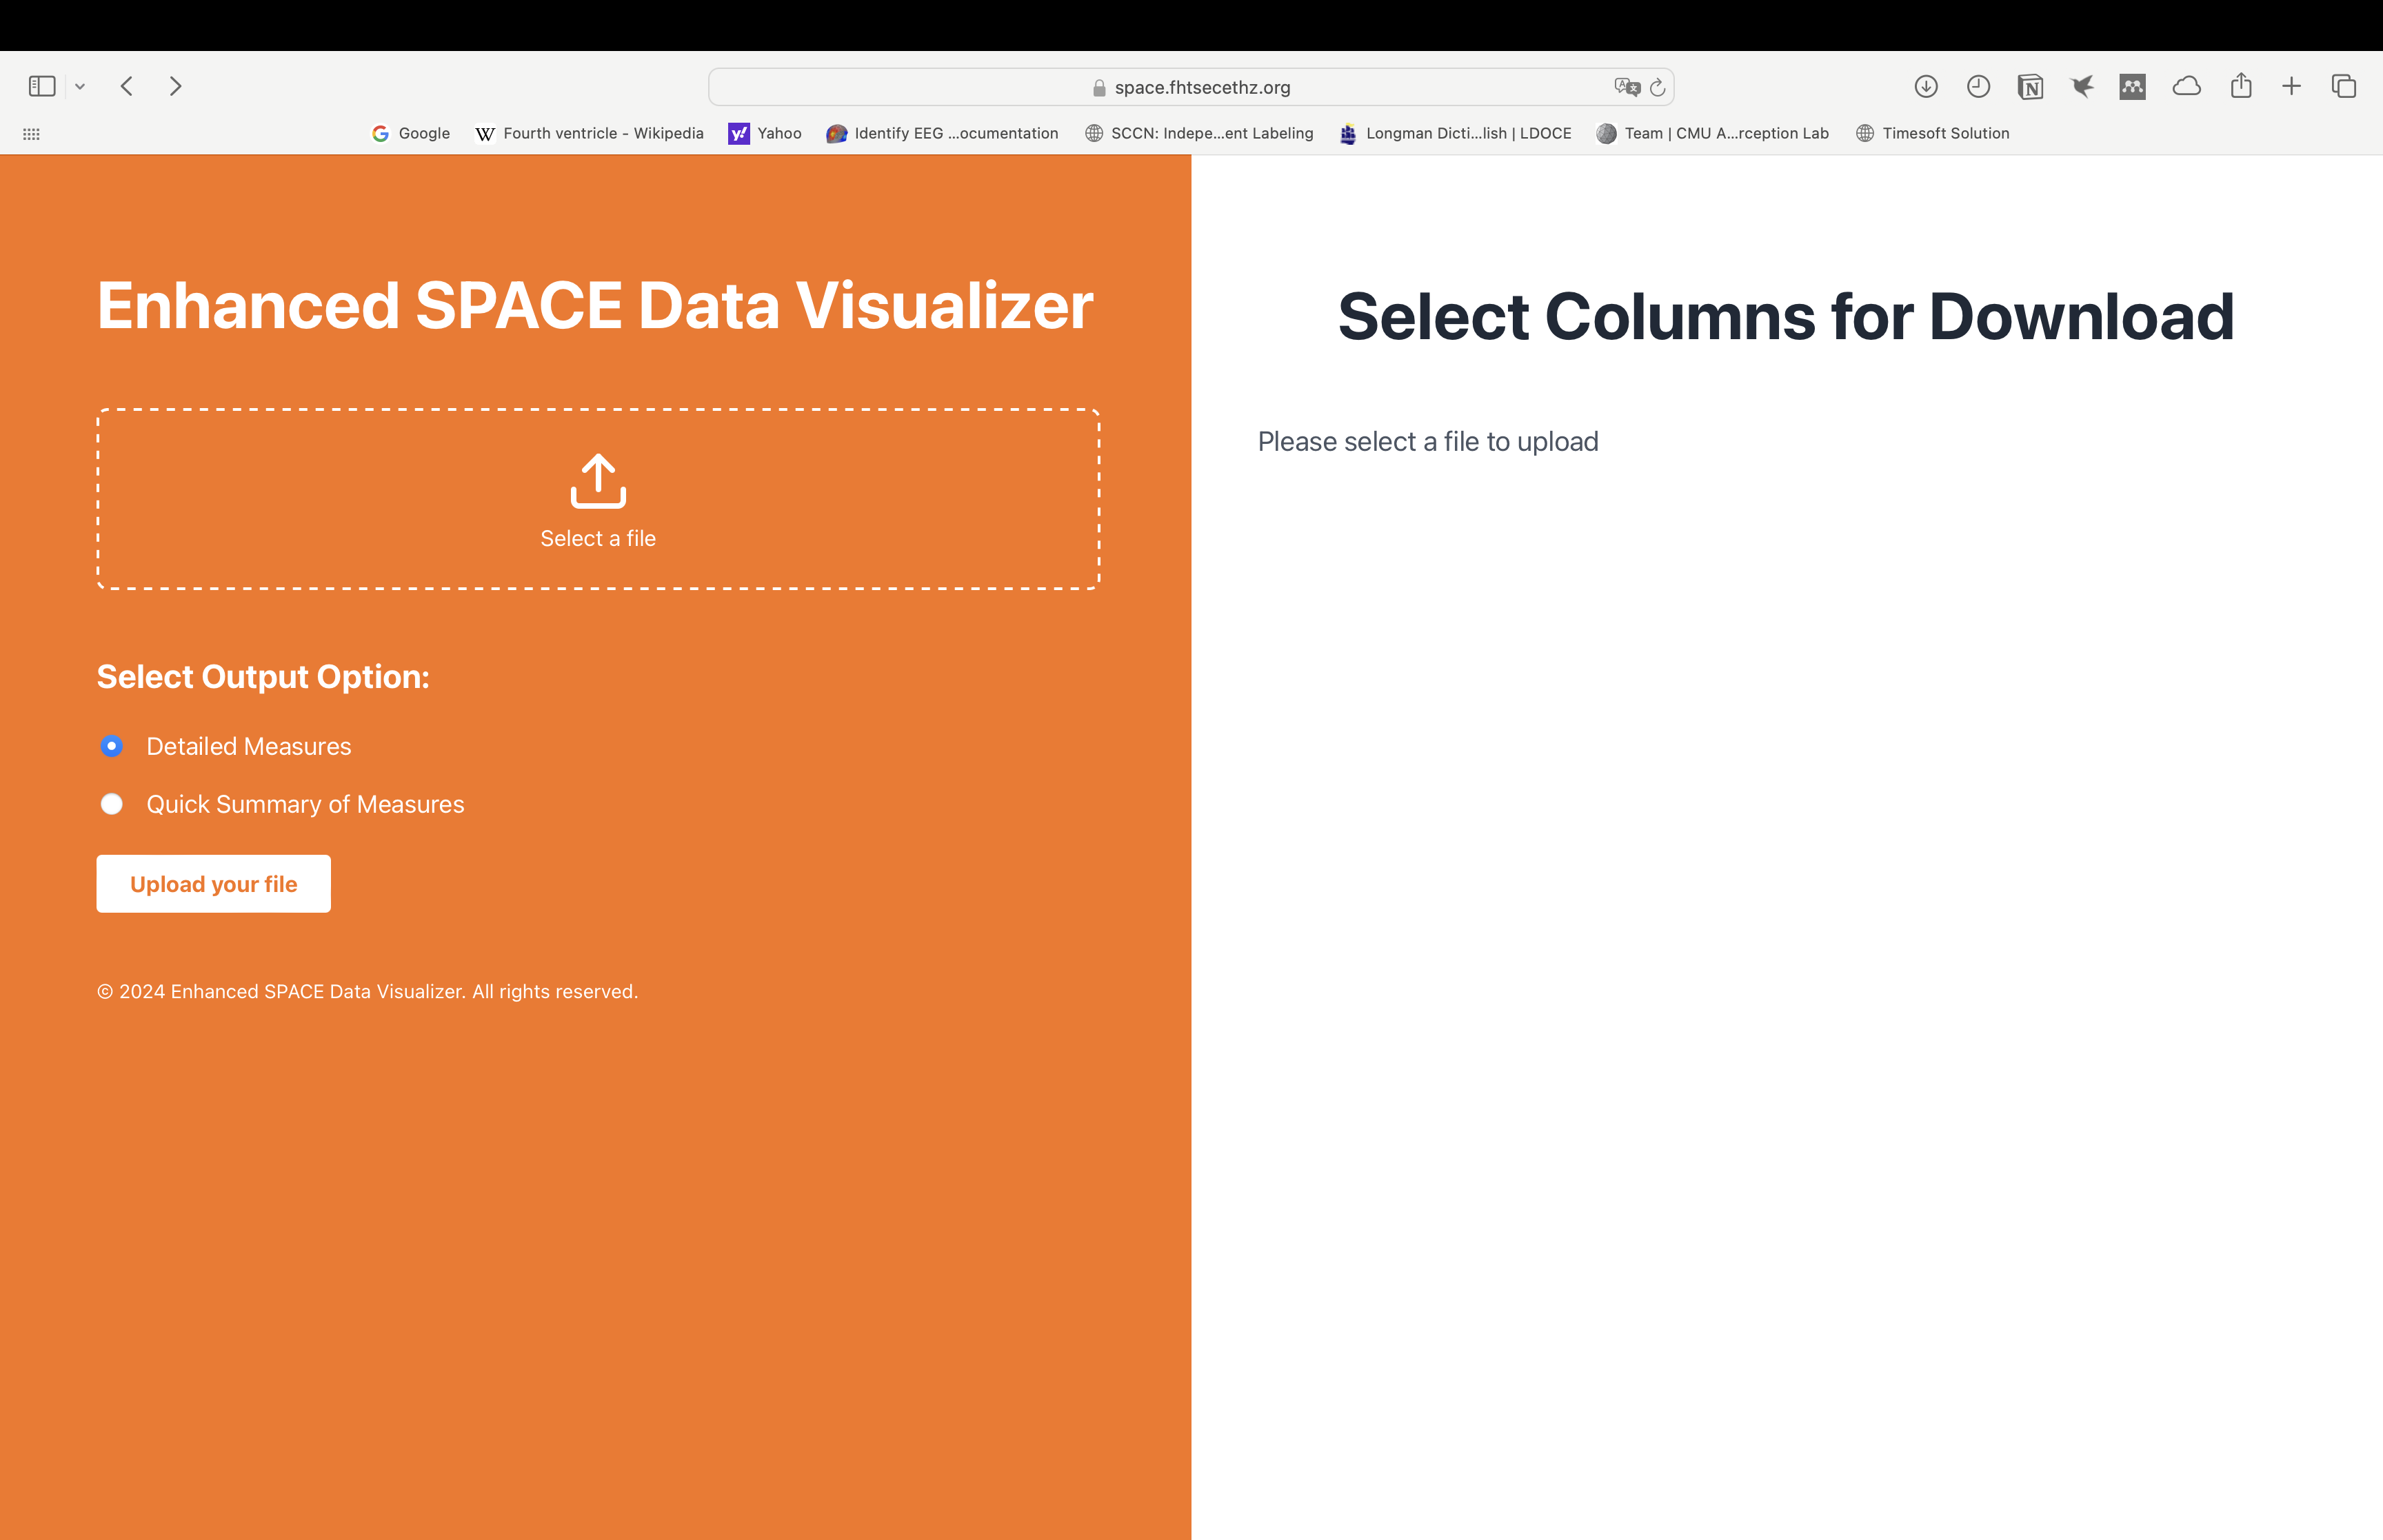 space.fhtsecethz.org
Google
Fourth ventricle - Wikipedia
Yahoo
Identify EEG ...ocumentation
SCCN: Indepe...ent Labeling
Longman Dicti...lish | LDOCE
Team | CMU A...rception Lab
Timesoft Solution
Enhanced SPACE Data Visualizer
Select a file
Select Output Option:
Detailed Measures
Quick Summary of Measures
Upload your file
© 2024 Enhanced SPACE Data Visualizer. All rights reserved.
Select Columns for Download
Please select a file to upload